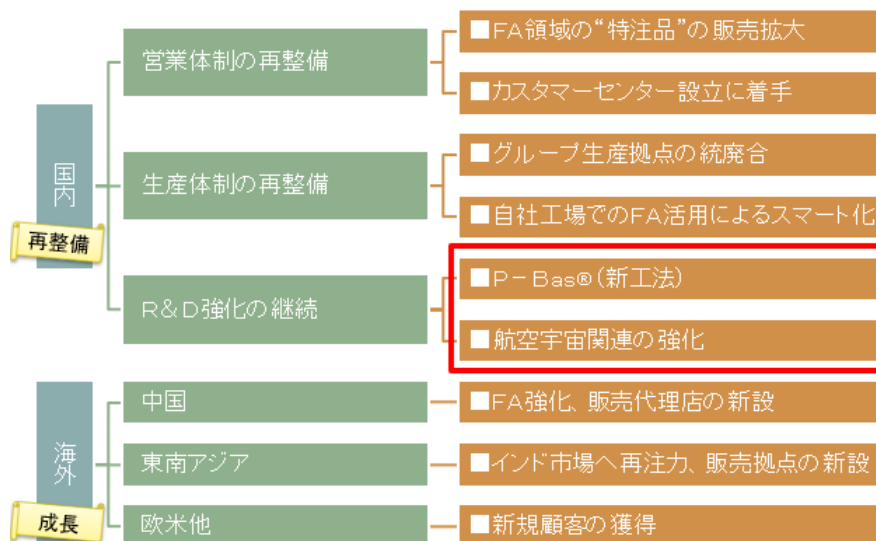 国内
再整備
営業体制の再整備
■FA領域の“特注品”の販売拡大
■カスタマーセンター設立に着手
生産体制の再整備
■グループ生産拠点の統廃合
■自社工場でのFA活用によるスマート化
R&D強化の継続
■P-Bas®(新工法)
■航空宇宙関連の強化
海外
成長
中国
■FA強化、販売代理店の新設
東南アジア
■インド市場へ再注力、販売拠点の新設
欧米他
■新規顧客の獲得